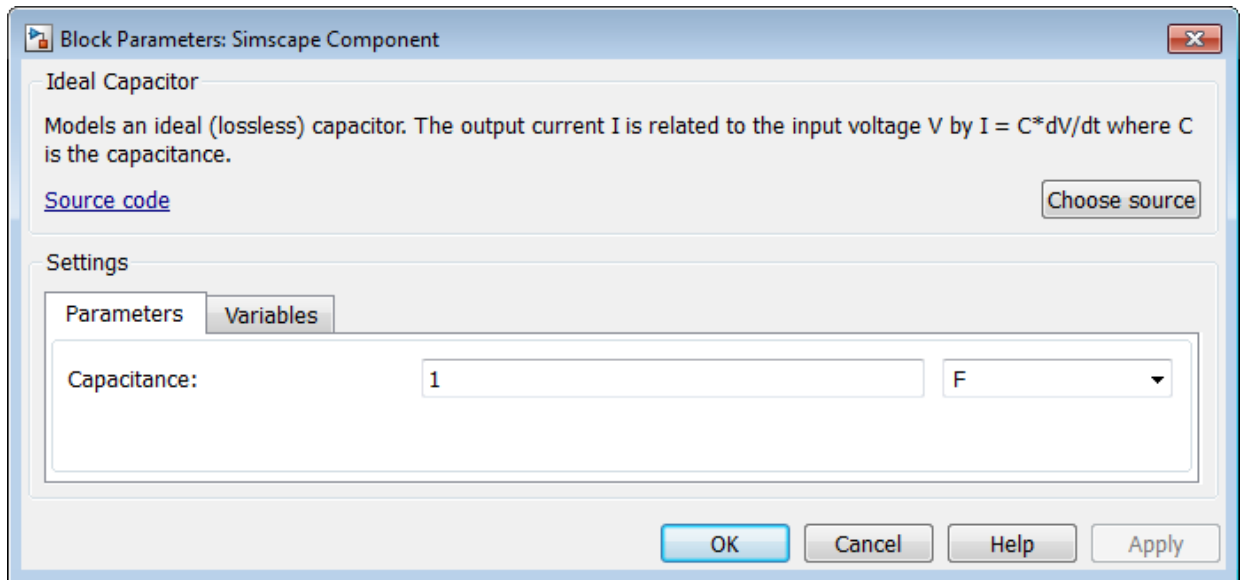 Block Parameters: Simscape Component
Ideal Capacitor
Models an ideal (lossless) capacitor. The output current I is related to the input voltage V by I = C*dV/dt where C
is the capacitance.
Source code
Choose source
Settings
Parameters Variables
Capacitance: 1 F
OK Cancel Help Apply